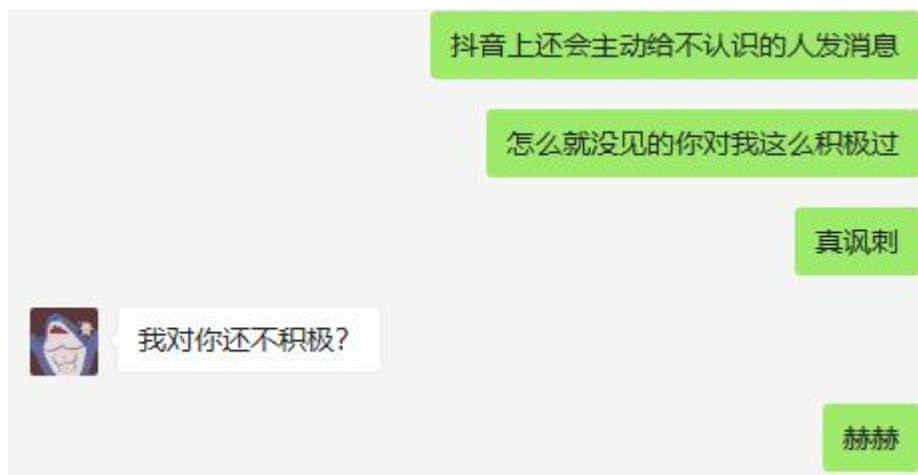 抖音上还会主动给不认识的人发消息
怎么就没见的你对我这么积极过
真讽刺
我对你还不积极?
赫赫